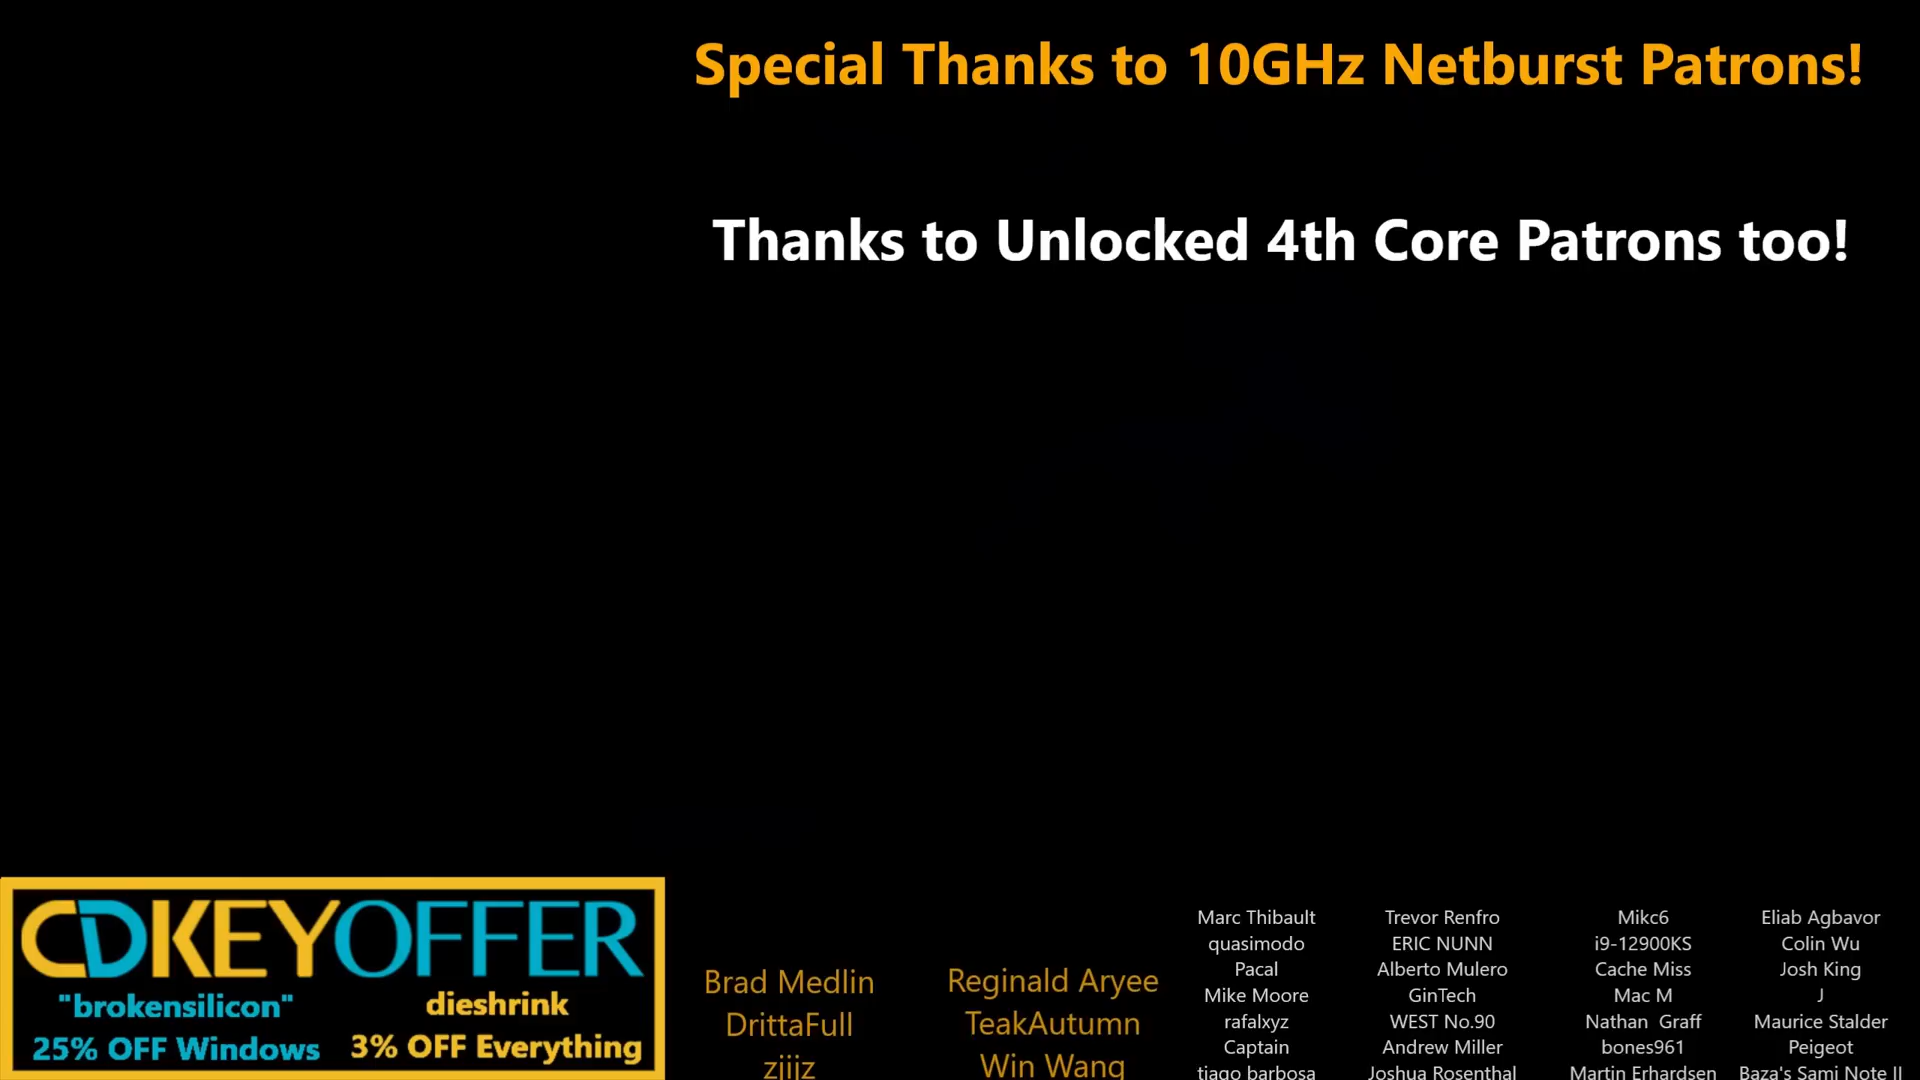 Special Thanks to 10GHz Netburst Patrons!
Thanks to Unlocked 4th Core Patrons too!
CDKEYOFFER
"brokensilicon"
25% OFF Windows
dieshrink
3% OFF Everything
Brad Medlin
DrittaFull
zjijz
Reginald Aryee
TeakAutumn
Win Wang
Marc Thibault
quasimodo
Pacal
Mike Moore
rafalxyz
Captain
tiago barbosa
Trevor Renfro
ERIC NUNN
Alberto Mulero
GinTech
WEST No.90
Andrew Miller
Joshua Rosenthal
Mikc6
i9-12900KS
Cache Miss
Mac M
Nathan  Graff
bones961
Martin Erhardsen
Eliab Agbavor
Colin Wu
Josh King
J
Maurice Stalder
Peigeot
Baza's Sami Note II